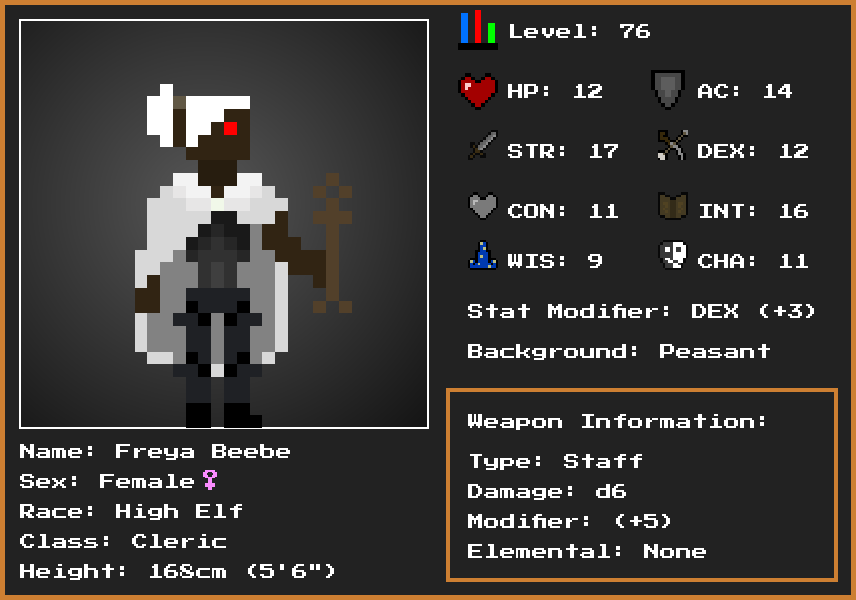 Level: 76
HP: 12 AC: 14
STR: 17 DEX: 12
CON: 11 INT: 16
WIS: 9 CHA: 11
Stat Modifier: DEX (+3)
Background: Peasant
Weapon Information:
Type: Staff
Damage: d6
Modifier: (+5)
Elemental: None
Name: Freya Beebe
Sex: Female♀
Race: High Elf
Class: Cleric
Height: 168cm (5'6")